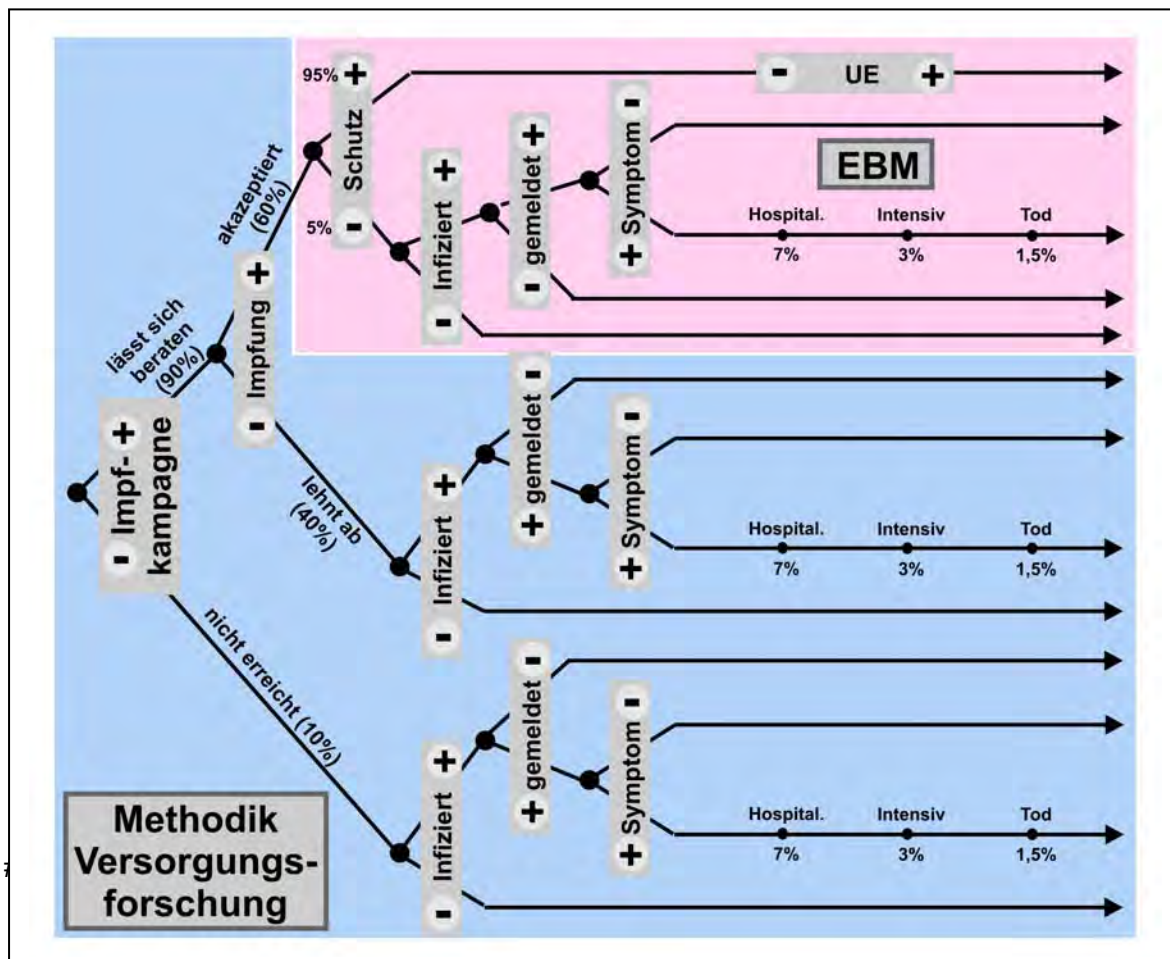 95%
+
Schutz
-
5%
- UE +
EBM
akazeptiert
(60%)
+
Infiziert
-
+
gemeldet
-
-
Symptom
+
Hospital. Intensiv Tod
7% 3% 1,5%
lässt sich
beraten
(90%)
+
Impfung
-
+
Impf-
kampagne
-
lehnt ab
(40%)
+
Infiziert
-
-
gemeldet
+
-
Symptom
+
Hospital. Intensiv Tod
7% 3% 1,5%
nicht erreicht (10%)
+
Infiziert
-
-
gemeldet
+
-
Symptom
+
Hospital. Intensiv Tod
7% 3% 1,5%
Methodik
Versorgungs-
forschung